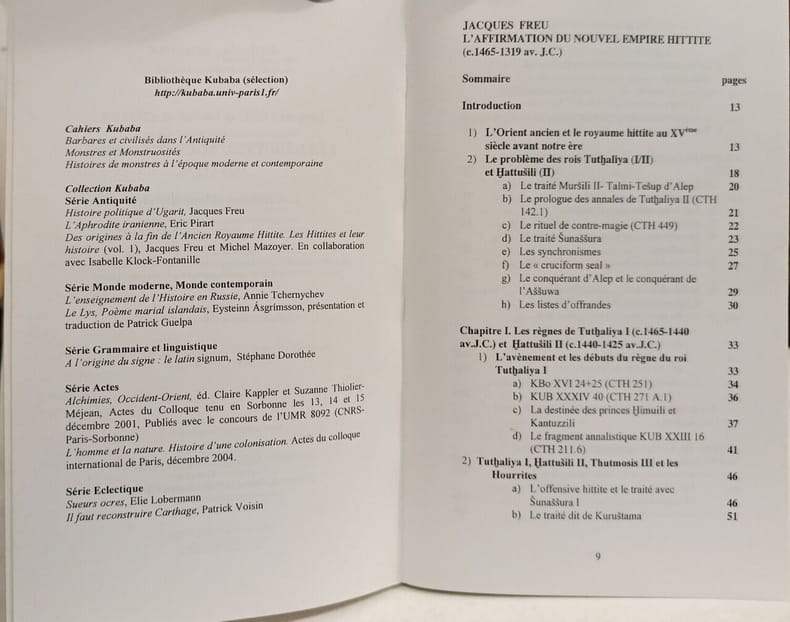 Bibliothèque Kubaba (sélection)
http://kubaba.univ-paris1.fr/
Cahiers Kubaba
Barbares et civilisés dans l'Antiquité
Monstres et Monstruosités
Histoires de monstres à l'époque moderne et contemporaine
Collection Kubaba
Série Antiquité
Histoire politique d'Ugarit, Jacques Freu
L'Aphrodite iranienne, Eric Pirart
Des origines à la fin de l'Ancien Royaume Hittite. Les Hittites et leur
histoire (vol. 1), Jacques Freu et Michel Mazoyer. En collaboration
avec Isabelle Klock-Fontanille
Série Monde moderne, Monde contemporain
L'enseignement de l'Histoire en Russie, Annie Tchernychev
Le Lys, Poème marial islandais, Eysteinn Ásgrimsson, présentation et
traduction de Patrick Guelpa
Série Grammaire et linguistique
A l'origine du signe : le latin signum, Stéphane Dorothée
Série Actes
Alchimies, Occident-Orient, éd. Claire Kappler et Suzanne Thiolier-
Méjean, Actes du Colloque tenu en Sorbonne les 13, 14 et 15
décembre 2001, Publiés avec le concours de l'UMR 8092 (CNRS-
Paris-Sorbonne)
L'homme et la nature. Histoire d'une colonisation. Actes du colloque
international de Paris, décembre 2004.
Série Eclectique
Sueurs ocres, Elie Lobermann
Il faut reconstruire Carthage, Patrick Voisin
JACQUES FREU
L'AFFIRMATION DU NOUVEL EMPIRE HITTITE
(c.1465-1319 av. J.C.)
Sommaire pages
Introduction 13
1) L'Orient ancien et le royaume hittite au XVème
siècle avant notre ère 13
2) Le problème des rois Tutḫaliya (I/II)
et Ḫattušili (II) 18
a) Le traité Muršili II- Talmi-Tešup d'Alep 20
b) Le prologue des annales de Tutḫaliya II (CTH
142.1) 21
c) Le rituel de contre-magie (CTH 449) 22
d) Le traité Šunaššura 23
e) Les synchronismes 25
f) Le « cruciform seal » 27
g) Le conquérant d'Alep et le conquérant de
l'Aššuwa 29
h) Les listes d'offrandes 30
Chapitre I. Les règnes de Tutḫaliya I (c.1465-1440
av.J.C.) et Ḫattušili II (c.1440-1425 av.J.C.) 33
1) L'avènement et les débuts du règne du roi
Tutḫaliya I 33
a) KBo XVI 24+25 (CTH 251) 34
b) KUB XXXIV 40 (CTH 271 A.1) 36
c) La destinée des princes Ḫimuili et
Kantuzzili 37
d) Le fragment annalistique KUB XXIII 16
(CTH 211.6) 41
2) Tutḫaliya I, Ḫattušili II, Thutmosis III et les
Hourrites 46
a) L'offensive hittite et le traité avec
Šunaššura I 46
b) Le traité dit de Kuruštama 51
9